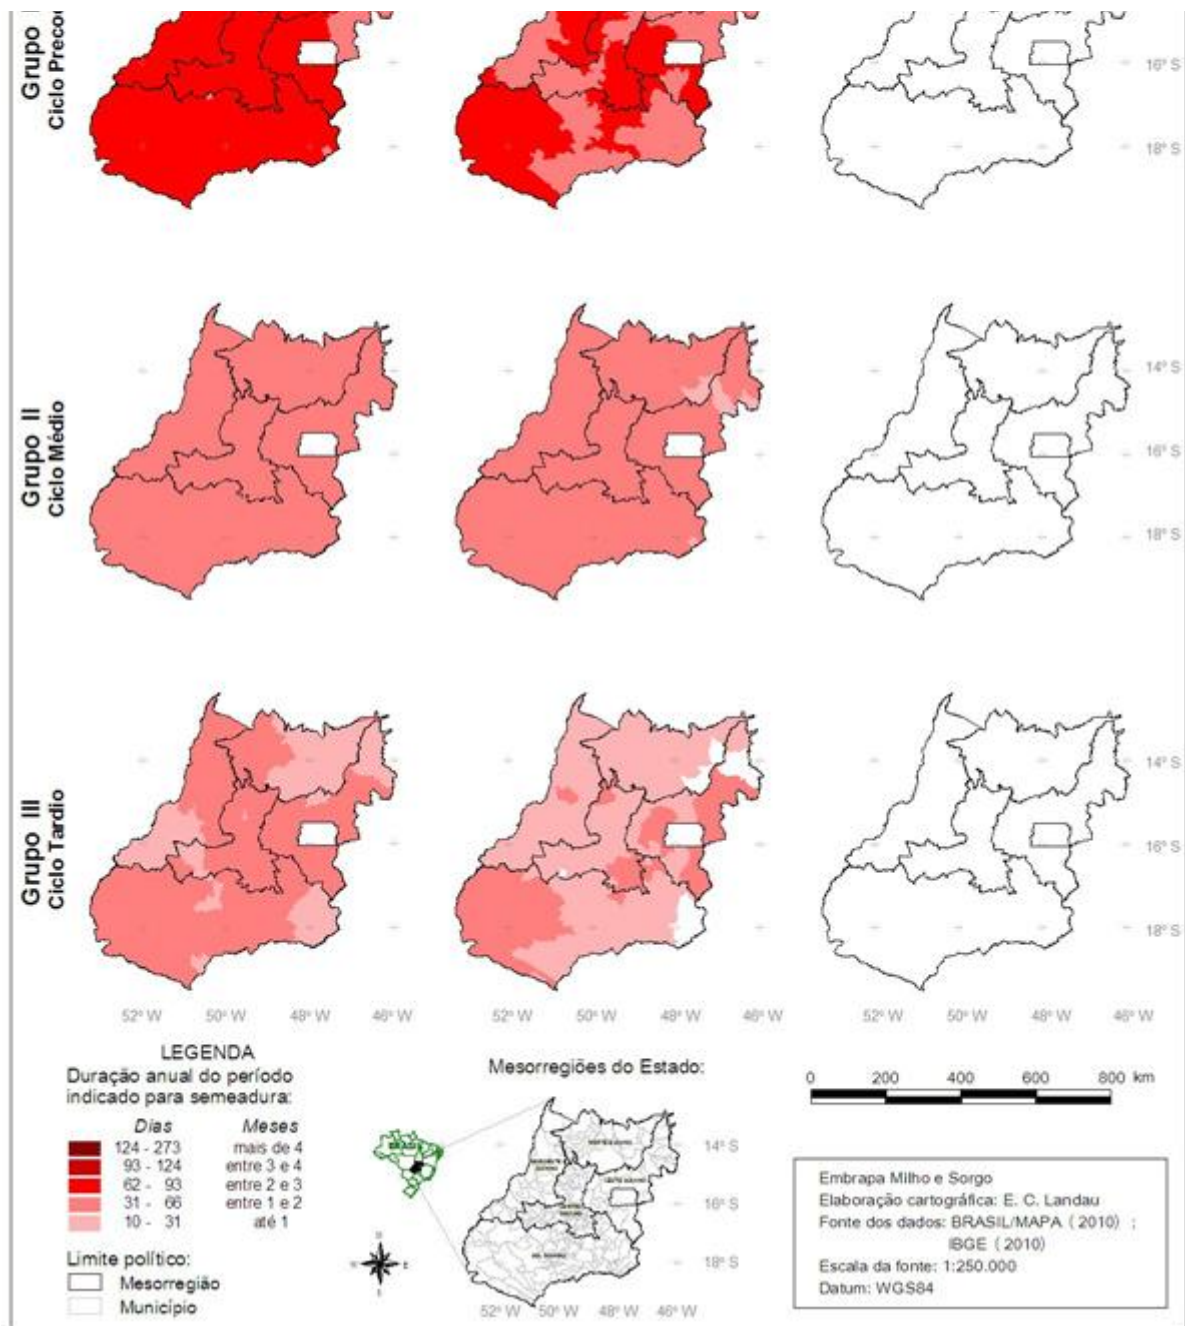 Grupo
Ciclo Precoc
16° S
18° S
Grupo II
Ciclo Médio
14° S
16° S
18° S
Grupo III
Ciclo Tardio
14° S
16° S
18° S
52° W 50° W 48° W 46° W 52° W 50° W 48° W 46° W 52° W 50° W 48° W 46° W
LEGENDA
Duração anual do período
indicado para semeadura:
Dias Meses
124 - 273 mais de 4
93 - 124 entre 3 e 4
62 - 93 entre 2 e 3
31 - 66 entre 1 e 2
10 - 31 até 1
Limite político:
Mesorregião
Município
Mesorregiões do Estado:
BRASIL
14° S
16° S
18° S
52° W 50° W 48° W 46° W
0 200 400 600 800 km
Embrapa Milho e Sorgo
Elaboração cartográfica: E. C. Landau
Fonte dos dados: BRASIL/MAPA ( 2010) ;
IBGE ( 2010)
Escala da fonte: 1:250.000
Datum: WGS84